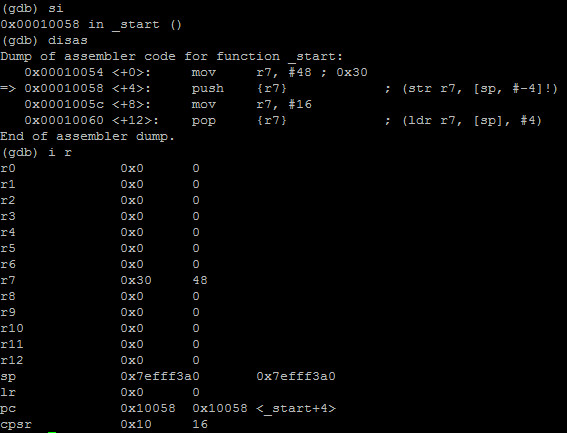 (gdb) si
0x00010058 in _start ()
(gdb) disas
Dump of assembler code for function _start:
   0x00010054 <+0>:     mov     r7, #48 ; 0x30
=> 0x00010058 <+4>:     push    {r7}            ; (str r7, [sp, #-4]!)
   0x0001005c <+8>:     mov     r7, #16
   0x00010060 <+12>:    pop     {r7}            ; (ldr r7, [sp], #4)
End of assembler dump.
(gdb) i r
r0             0x0      0
r1             0x0      0
r2             0x0      0
r3             0x0      0
r4             0x0      0
r5             0x0      0
r6             0x0      0
r7             0x30     48
r8             0x0      0
r9             0x0      0
r10            0x0      0
r11            0x0      0
r12            0x0      0
sp             0x7efff3a0       0x7efff3a0
lr             0x0      0
pc             0x10058  0x10058 <_start+4>
cpsr           0x10     16